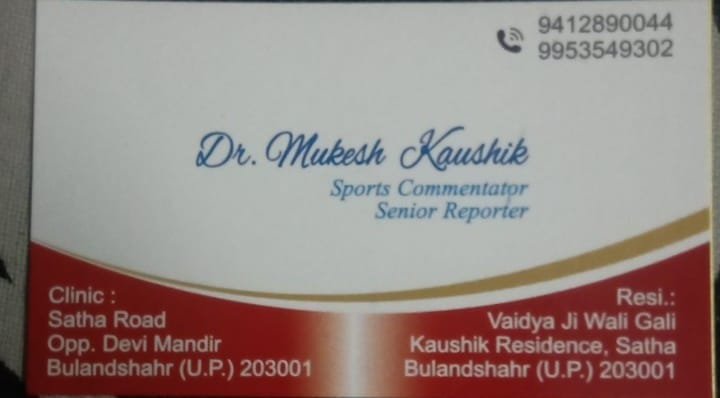 9412890044
9953549302
Dr. Mukesh Kaushik
Sports Commentator
Senior Reporter
Clinic :
Satha Road
Opp. Devi Mandir
Bulandshahr (U.P.) 203001
Resi.:
Vaidya Ji Wali Gali
Kaushik Residence, Satha
Bulandshahr (U.P.) 203001